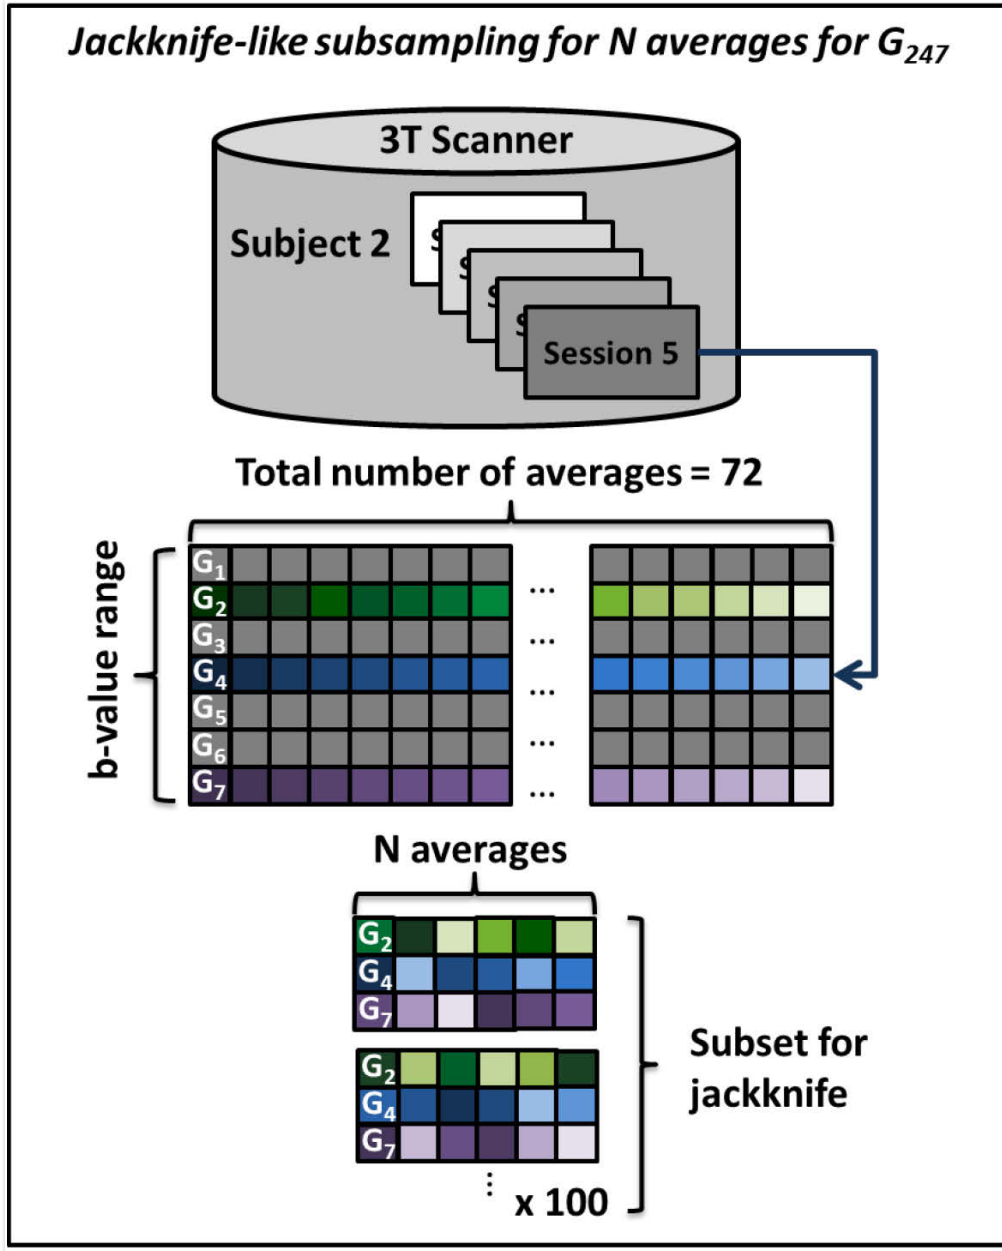 Jackknife-like subsampling for N averages for G₂₄₇
3T Scanner
Subject 2
S
S
S
S
Session 5
Total number of averages = 72
b-value range
G₁
G₂ ...
G₃ ...
G₄ ...
G₅
G₆ ...
G₇ ...
N averages
G₂
G₄
G₇
G₂
G₄
G₇
Subset for
jackknife
... x 100